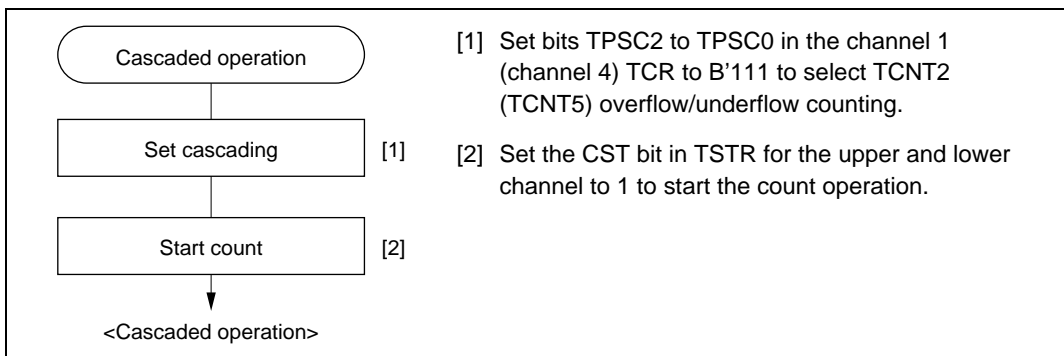 Cascaded operation
Set cascading [1]
Start count [2]
<Cascaded operation>
[1] Set bits TPSC2 to TPSC0 in the channel 1
(channel 4) TCR to B’111 to select TCNT2
(TCNT5) overflow/underflow counting.
[2] Set the CST bit in TSTR for the upper and lower
channel to 1 to start the count operation.